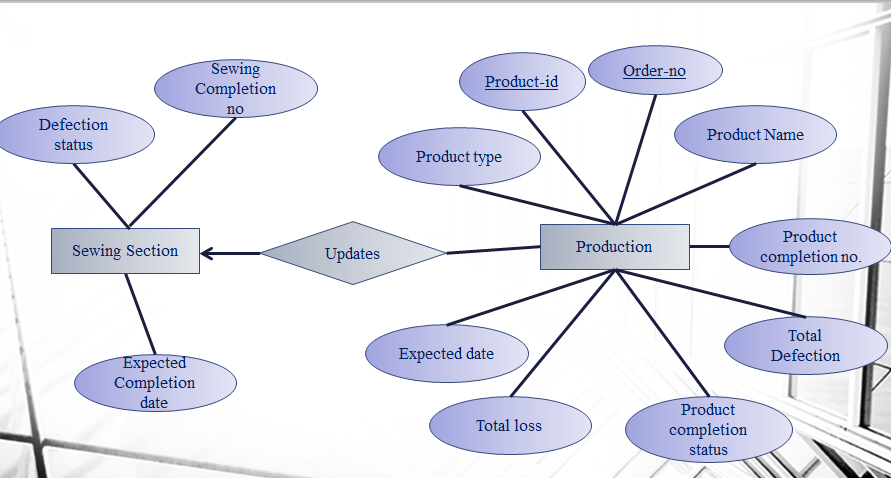 Sewing
Completion
no
Defection
status
Sewing Section
Expected
Completion
date
Updates
Product-id
Order-no
Product type
Product Name
Production
Product
completion no.
Expected date
Total
Defection
Total loss
Product
completion
status